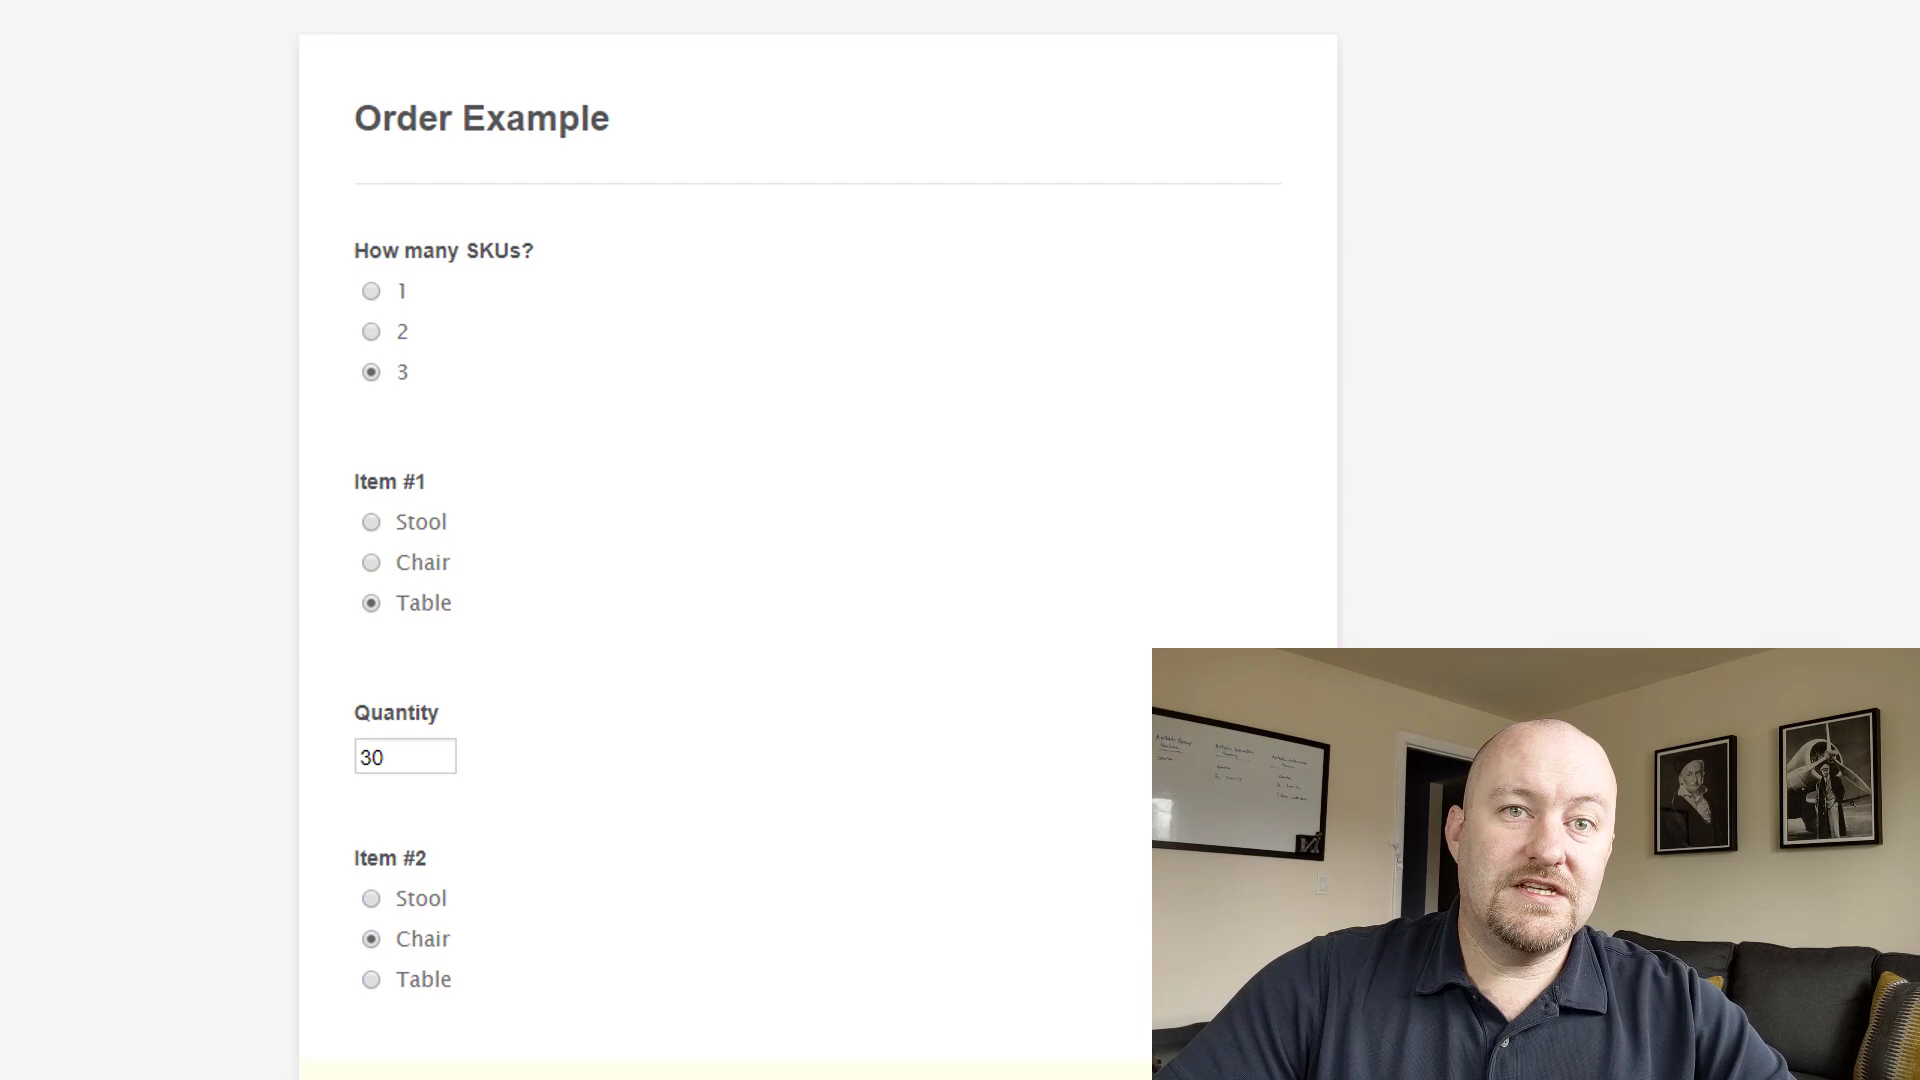 Order Example
How many SKUs?
1
2
3
Item #1
Stool
Chair
Table
Quantity
30
Item #2
Stool
Chair
Table